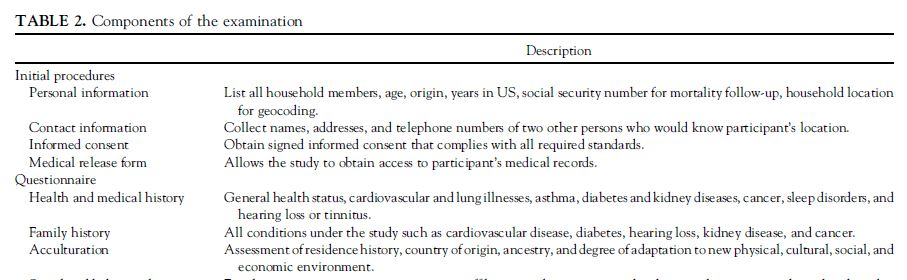 TABLE 2. Components of the examination
Description
Initial procedures
Personal information List all household members, age, origin, years in US, social security number for mortality follow-up, household location
for geocoding.
Contact information Collect names, addresses, and telephone numbers of two other persons who would know participant's location.
Informed consent Obtain signed informed consent that complies with all required standards.
Medical release form Allows the study to obtain access to participant's medical records.
Questionnaire
Health and medical history General health status, cardiovascular and lung illnesses, asthma, diabetes and kidney diseases, cancer, sleep disorders, and
hearing loss or tinnitus.
Family history All conditions under the study such as cardiovascular disease, diabetes, hearing loss, kidney disease, and cancer.
Acculturation Assessment of residence history, country of origin, ancestry, and degree of adaptation to new physical, cultural, social, and
economic environment.